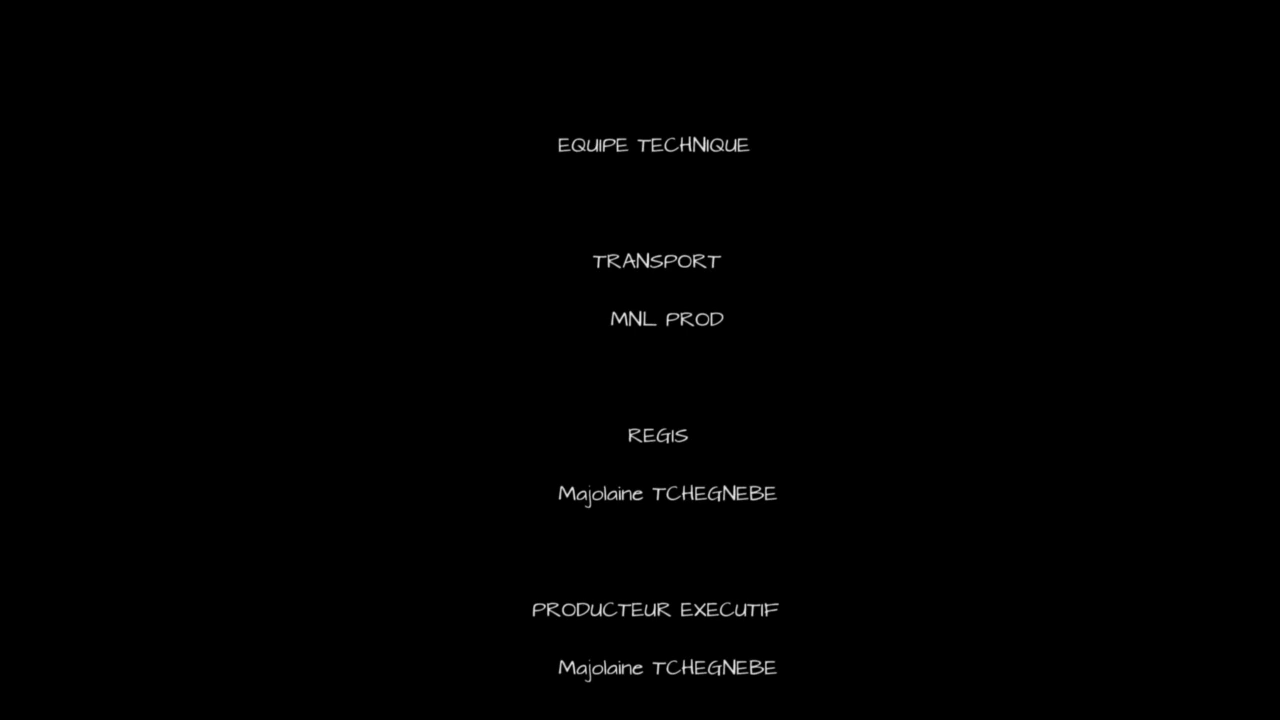 EQUIPE TECHNIQUE
TRANSPORT
MNL PROD
REGIS
Majolaine TCHEGNEBE
PRODUCTEUR EXECUTIF
Majolaine TCHEGNEBE